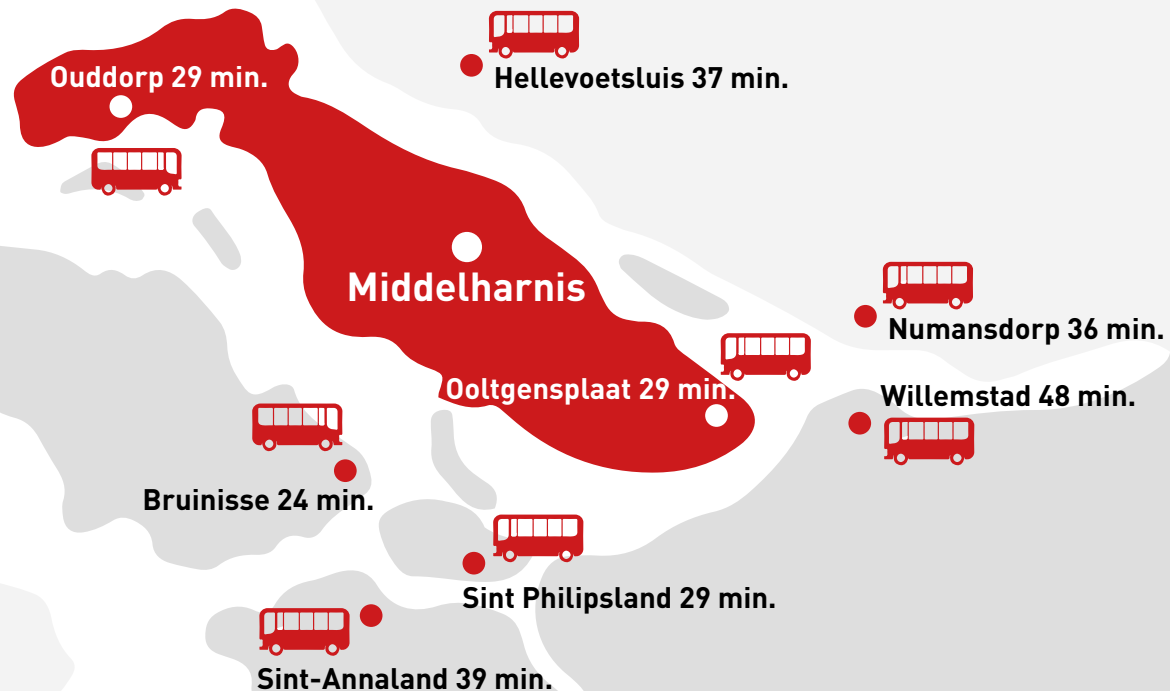 Ouddorp 29 min.
Hellevoetsluis 37 min.
Middelharnis
Numansdorp 36 min.
Ooltgensplaat 29 min.
Willemstad 48 min.
Bruinisse 24 min.
Sint Philipsland 29 min.
Sint-Annaland 39 min.